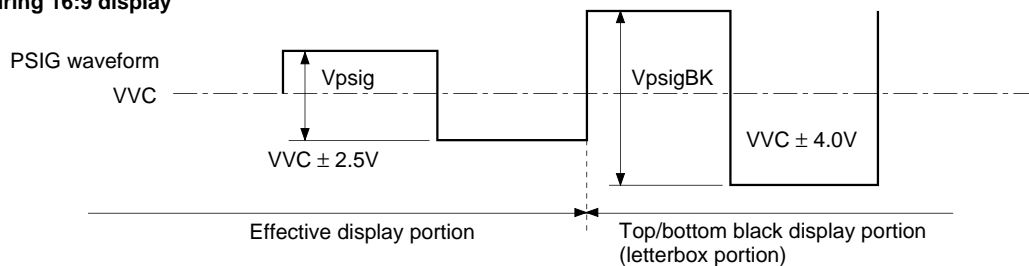 16:9 display
PSIG waveform
VVC
Vpsig
VpsigBK
VVC ± 2.5V
VVC ± 4.0V
Effective display portion
Top/bottom black display portion
(letterbox portion)